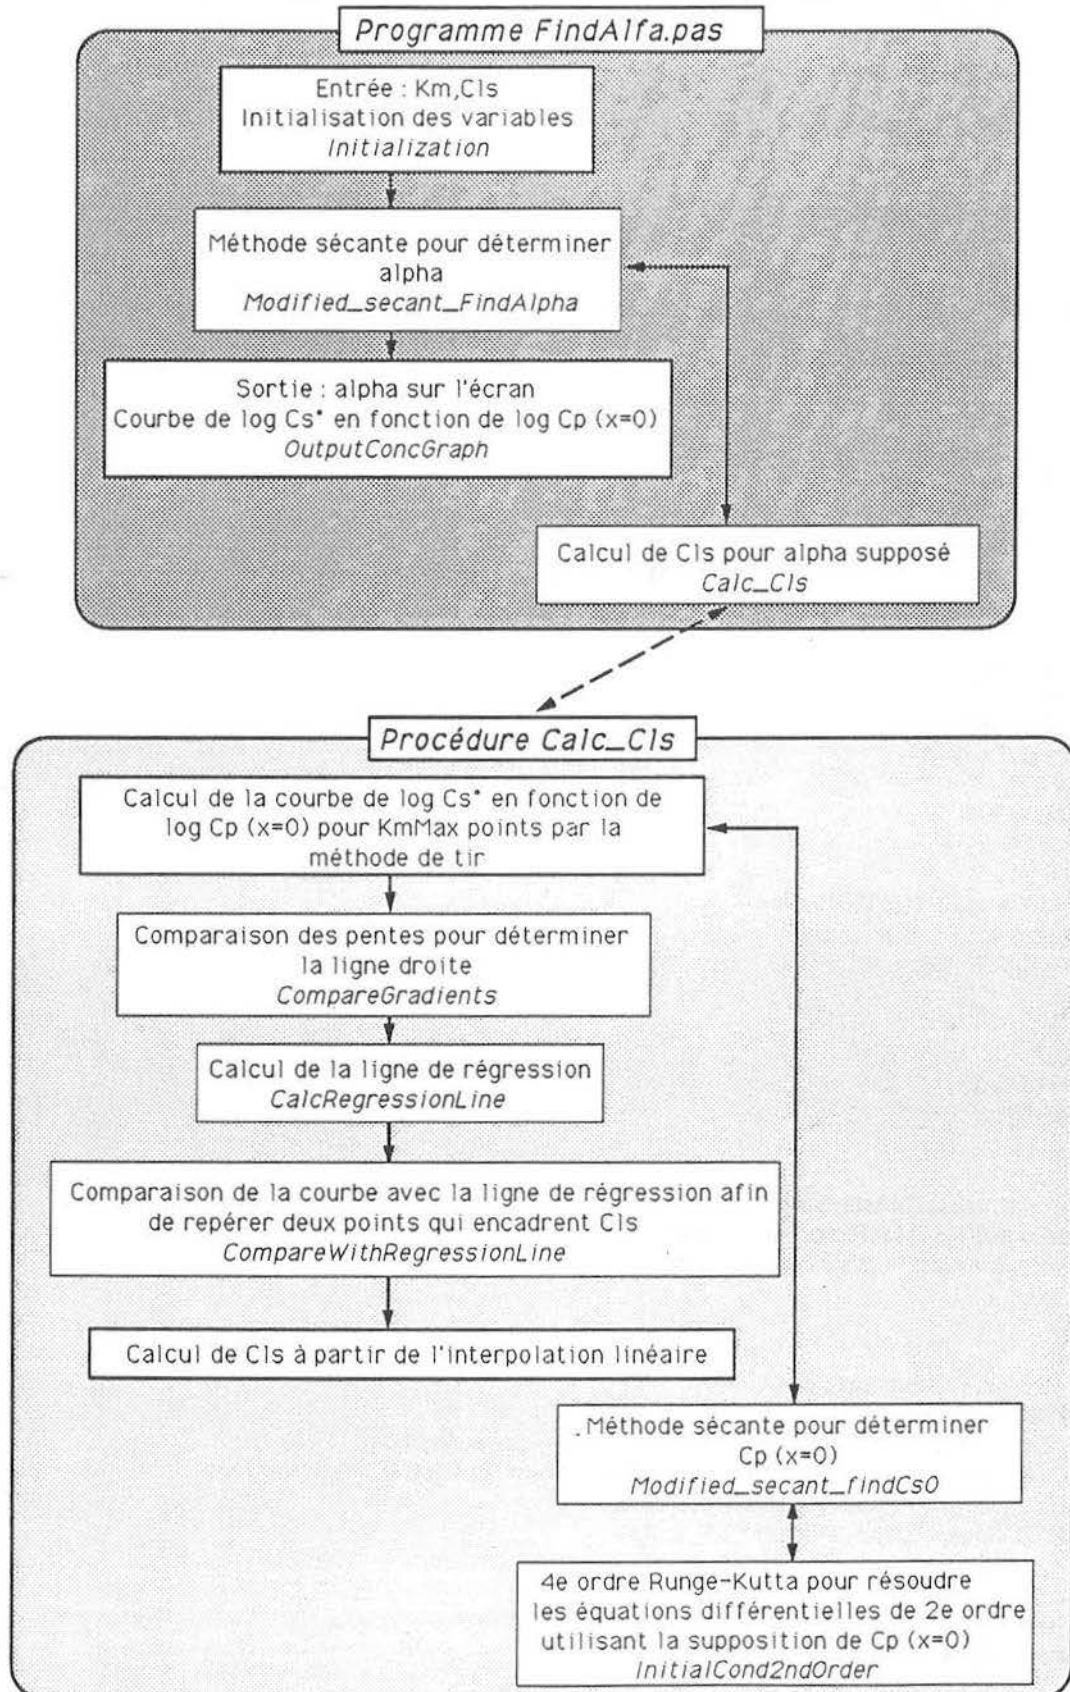 Programme FindAlfa.pas
Entrée : Km,Cls
Initialisation des variables
Initialization
Méthode sécante pour déterminer
alpha
Modified_secant_FindAlpha
Sortie : alpha sur l'écran
Courbe de log Cs* en fonction de log Cp (x=0)
OutputConcGraph
Calcul de Cls pour alpha supposé
Calc_Cls
Procédure Calc_Cls
Calcul de la courbe de log Cs* en fonction de
log Cp (x=0) pour KmMax points par la
méthode de tir
Comparaison des pentes pour déterminer
la ligne droite
CompareGradients
Calcul de la ligne de régression
CalcRegressionLine
Comparaison de la courbe avec la ligne de régression afin
de repérer deux points qui encadrent Cls
CompareWithRegressionLine
Calcul de Cls à partir de l'interpolation linéaire
Méthode sécante pour déterminer
Cp (x=0)
Modified_secant_findCs0
4e ordre Runge-Kutta pour résoudre
les équations différentielles de 2e ordre
utilisant la supposition de Cp (x=0)
InitialCond2ndOrder